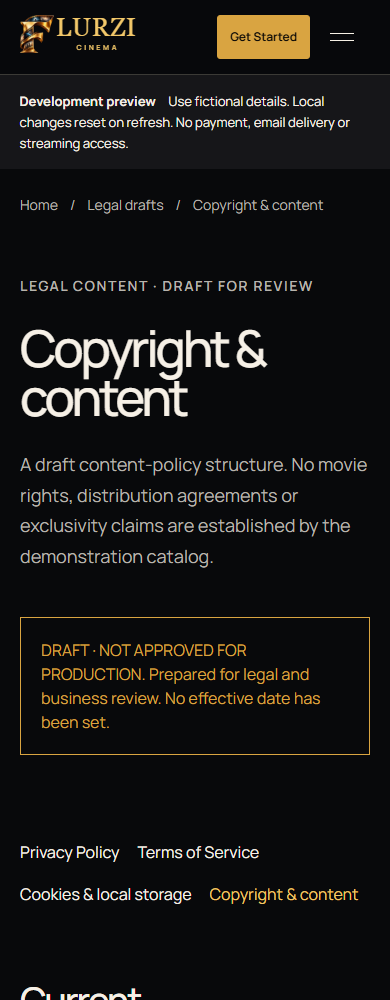 FLURZI
CINEMA
Get Started
Development preview Use fictional details. Local
changes reset on refresh. No payment, email delivery or
streaming access.
Home / Legal drafts / Copyright & content
LEGAL CONTENT · DRAFT FOR REVIEW
Copyright &
content
A draft content-policy structure. No movie
rights, distribution agreements or
exclusivity claims are established by the
demonstration catalog.
DRAFT · NOT APPROVED FOR
PRODUCTION. Prepared for legal and
business review. No effective date has
been set.
Privacy Policy Terms of Service
Cookies & local storage Copyright & content
Current